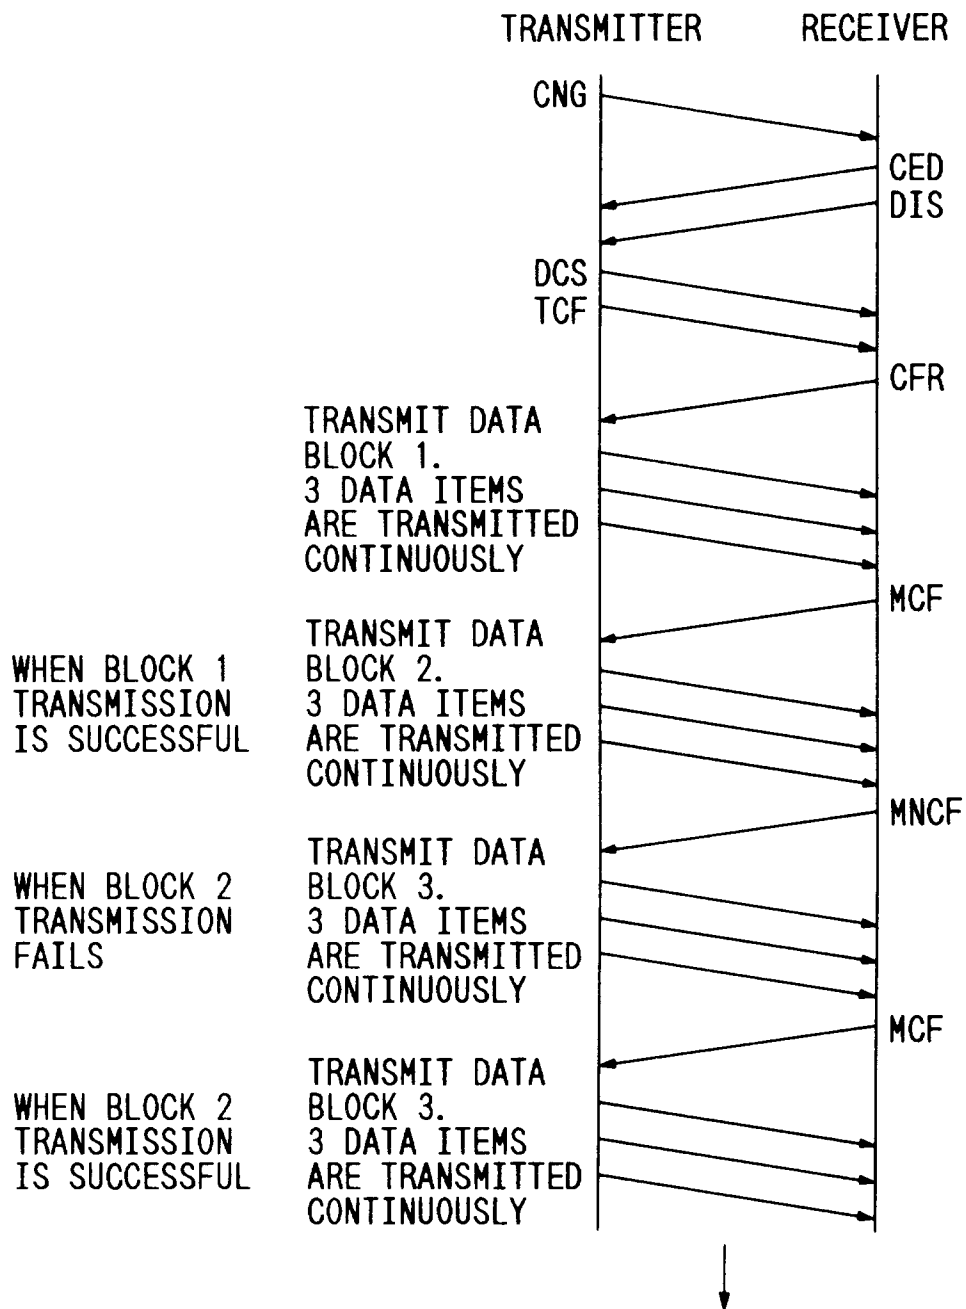 TRANSMITTER RECEIVER
CNG
CED
DIS
DCS
TCF
CFR
TRANSMIT DATA
BLOCK 1.
3 DATA ITEMS
ARE TRANSMITTED
CONTINUOUSLY
MCF
WHEN BLOCK 1
TRANSMISSION
IS SUCCESSFUL
TRANSMIT DATA
BLOCK 2.
3 DATA ITEMS
ARE TRANSMITTED
CONTINUOUSLY
MNCF
WHEN BLOCK 2
TRANSMISSION
FAILS
TRANSMIT DATA
BLOCK 3.
3 DATA ITEMS
ARE TRANSMITTED
CONTINUOUSLY
MCF
WHEN BLOCK 2
TRANSMISSION
IS SUCCESSFUL
TRANSMIT DATA
BLOCK 3.
3 DATA ITEMS
ARE TRANSMITTED
CONTINUOUSLY